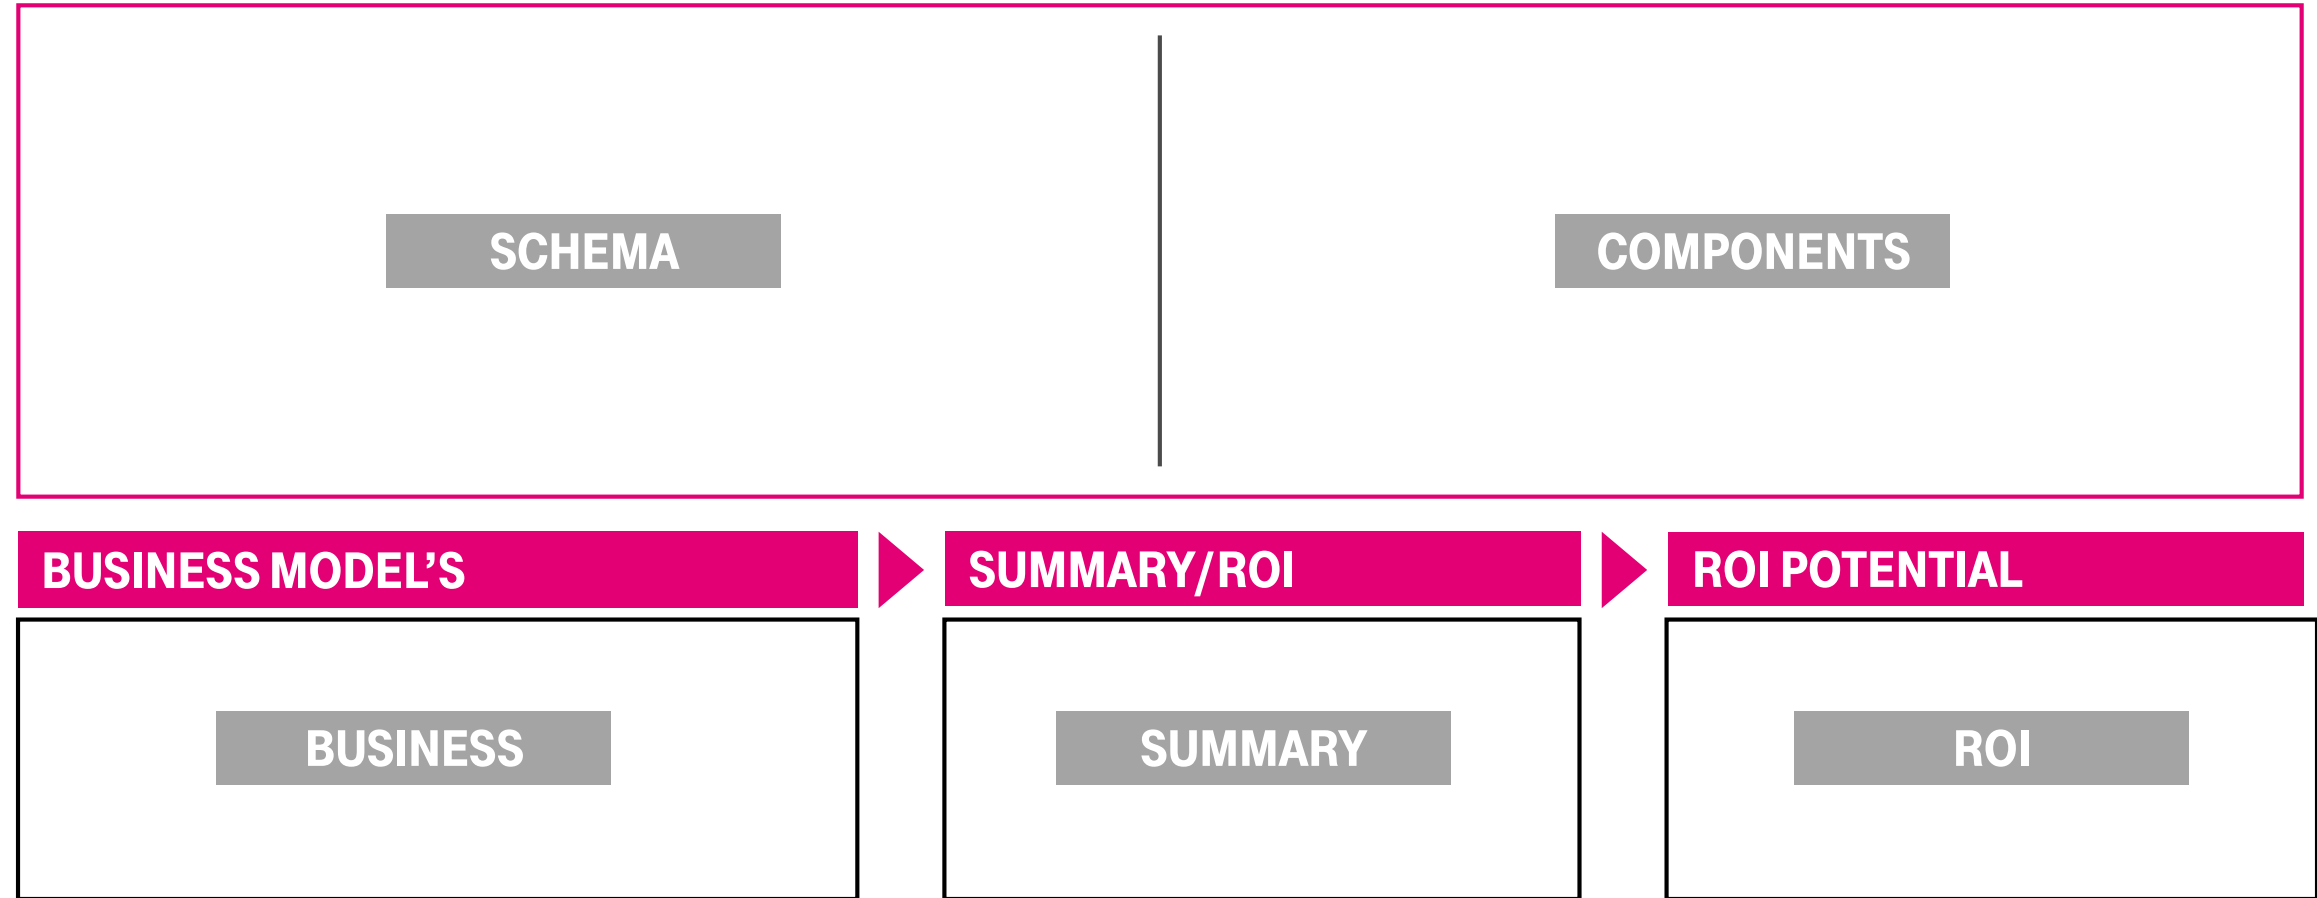 SCHEMA
COMPONENTS
BUSINESS MODEL’S
SUMMARY/ROI
ROI POTENTIAL
BUSINESS
SUMMARY
ROI